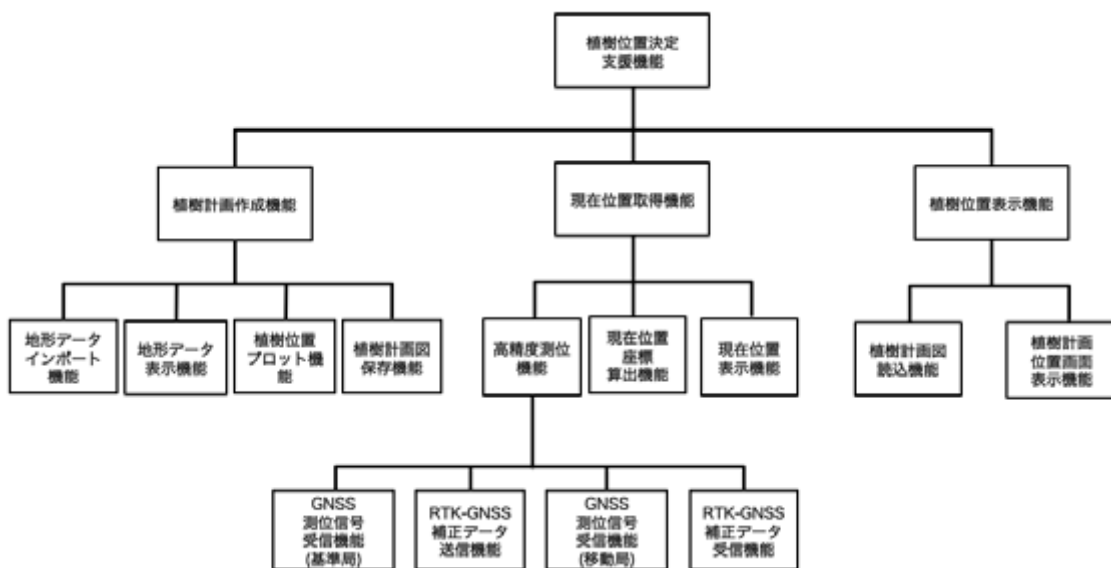 植樹位置決定
支援機能
植樹計画作成機能
現在位置取得機能
植樹位置表示機能
地形データ
インポート
機能
地形データ
表示機能
植樹位置
プロット機
能
植樹計画図
保存機能
高精度測位
機能
現在位置
座標
算出機能
現在位置
表示機能
植樹計画図
読込機能
植樹計画
位置画面
表示機能
GNSS
測位信号
受信機能
(基準局)
RTK-GNSS
補正データ
送信機能
GNSS
測位信号
受信機能
(移動局)
RTK-GNSS
補正データ
受信機能